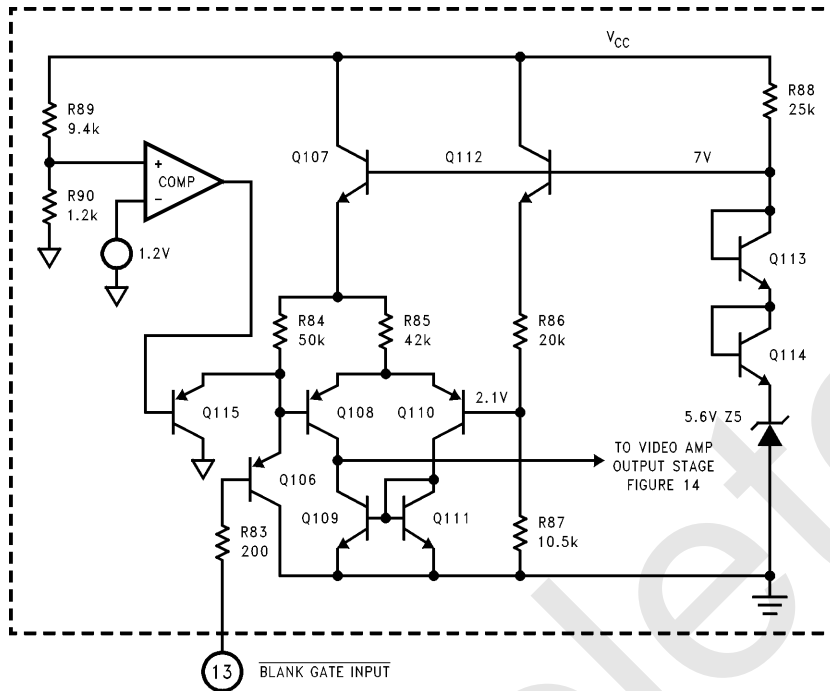 VCC
R89
9.4k
R88
25k
Q107
Q112
7V
+
COMP
−
R90
1.2k
1.2V
Q113
R84
50k
R85
42k
R86
20k
Q114
2.1V
Q115
Q108
Q110
5.6V Z5
TO VIDEO AMP
OUTPUT STAGE
FIGURE 14
Q106
Q109
Q111
R83
200
R87
10.5k
13
BLANK GATE INPUT